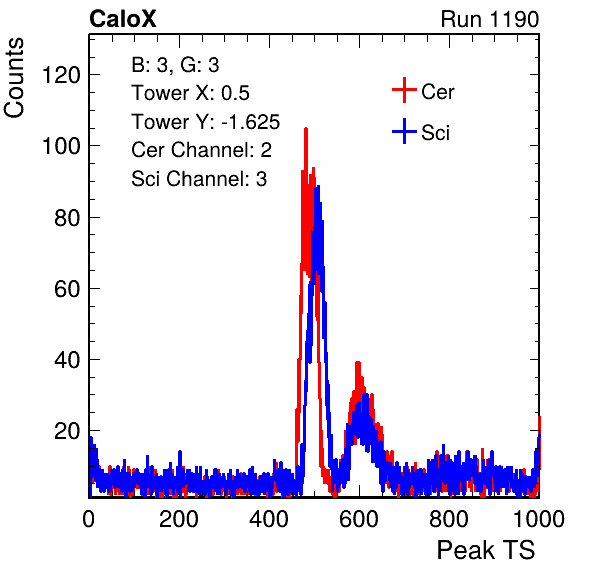 CaloX Run 1190
Counts
B: 3, G: 3
Tower X: 0.5
Tower Y: -1.625
Cer Channel: 2
Sci Channel: 3
Cer
Sci
120
100
80
60
40
20
0 200 400 600 800 1000
Peak TS